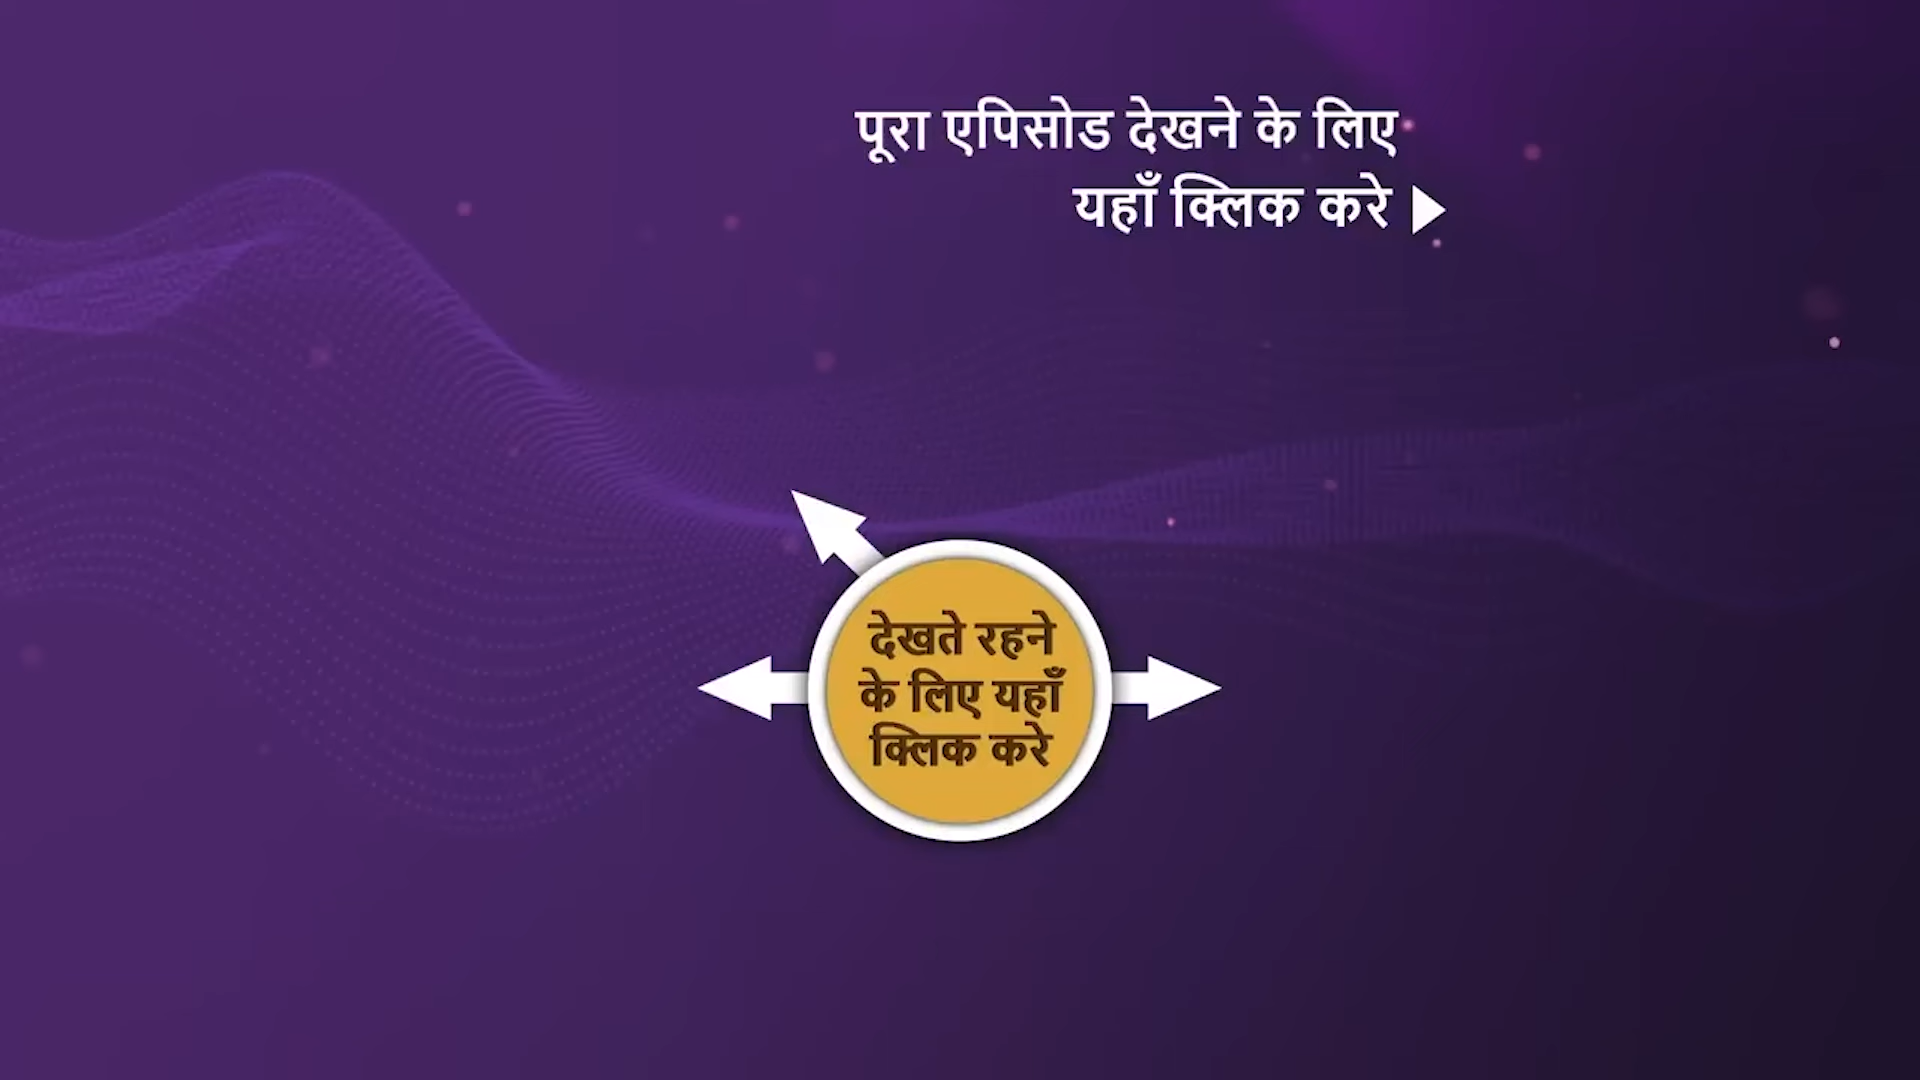 पूरा एपिसोड देखने के लिए
यहाँ क्लिक करे
देखते रहने
के लिए यहाँ
क्लिक करे